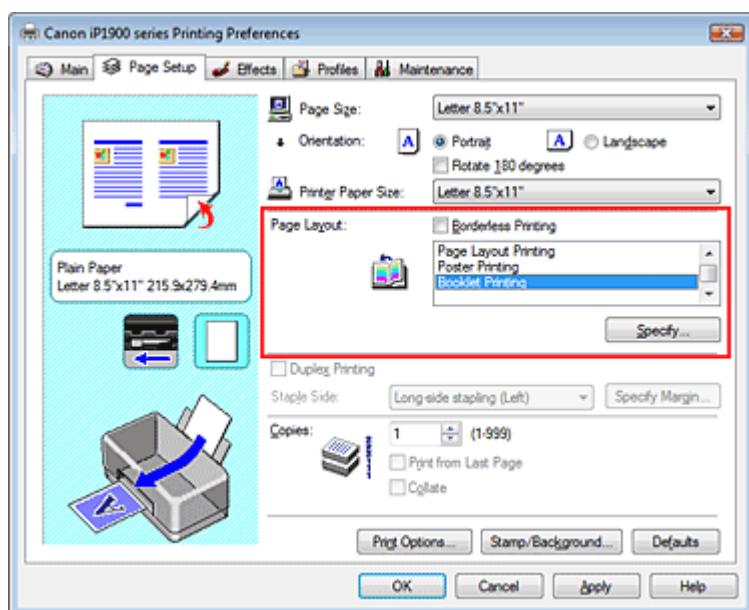 Canon iP1900 series Printing Preferences
Main Page Setup Effects Profiles Maintenance
Page Size: Letter 8.5"x11"
Orientation: A Portrait A Landscape
Rotate 180 degrees
Printer Paper Size: Letter 8.5"x11"
Page Layout: Borderless Printing
Page Layout Printing
Poster Printing
Booklet Printing
Specify...
Plain Paper
Letter 8.5"x11" 215.9x279.4mm
Duplex Printing
Staple Side: Long-side stapling (Left) Specify Margin...
Copies: 1 (1-999)
Print from Last Page
Collate
Print Options... Stamp/Background... Defaults
OK Cancel Apply Help